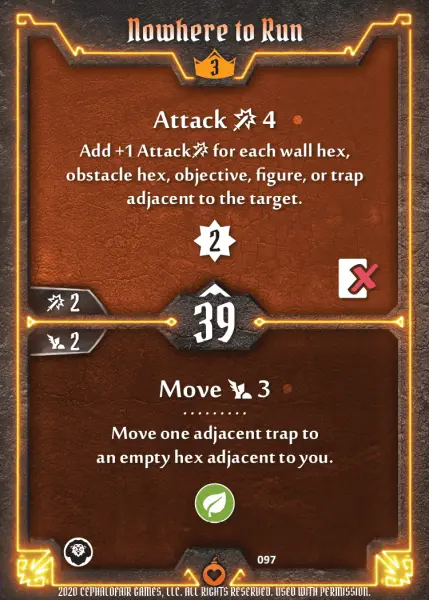 Nowhere to Run
3
Attack 4
Add +1 Attack for each wall hex,
obstacle hex, objective, figure, or trap
adjacent to the target.
2
2
39
2
Move 3
Move one adjacent trap to
an empty hex adjacent to you.
097
2020 CEPHALOFAIR GAMES, LLC. ALL RIGHTS RESERVED. USED WITH PERMISSION.